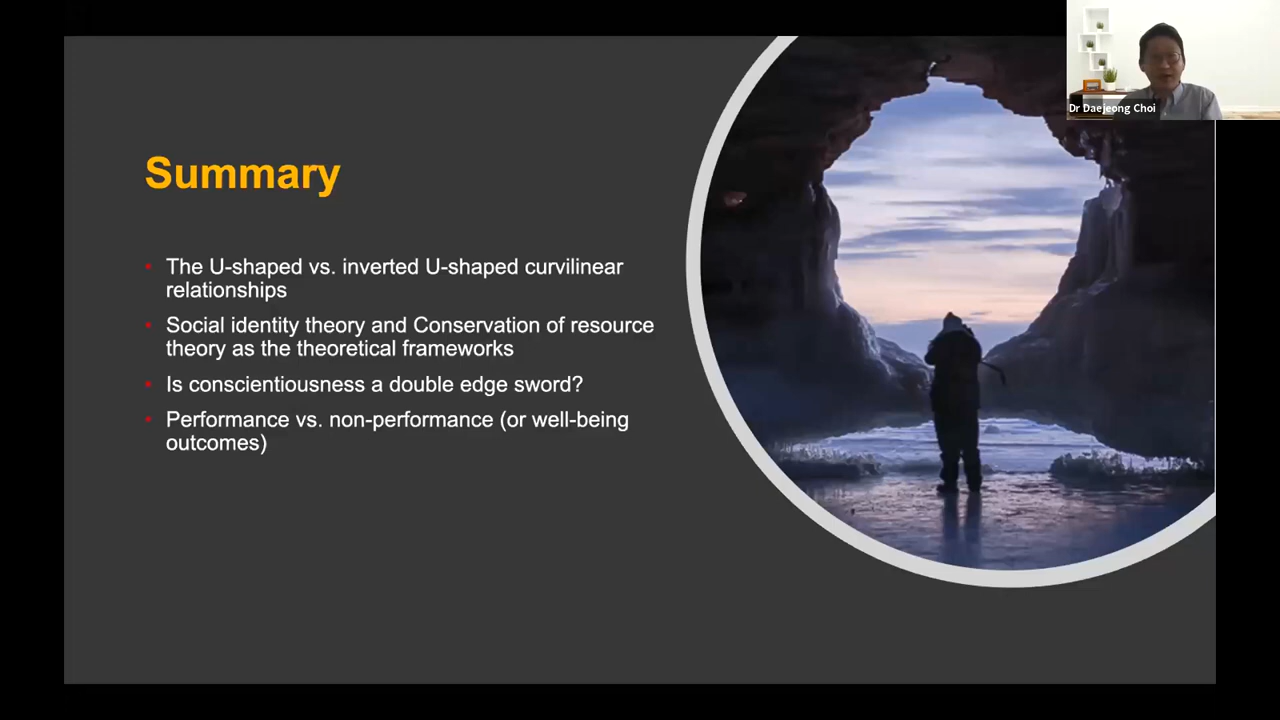 Dr Daejeong Choi
Summary
• The U-shaped vs. inverted U-shaped curvilinear
relationships
• Social identity theory and Conservation of resource
theory as the theoretical frameworks
• Is conscientiousness a double edge sword?
• Performance vs. non-performance (or well-being
outcomes)